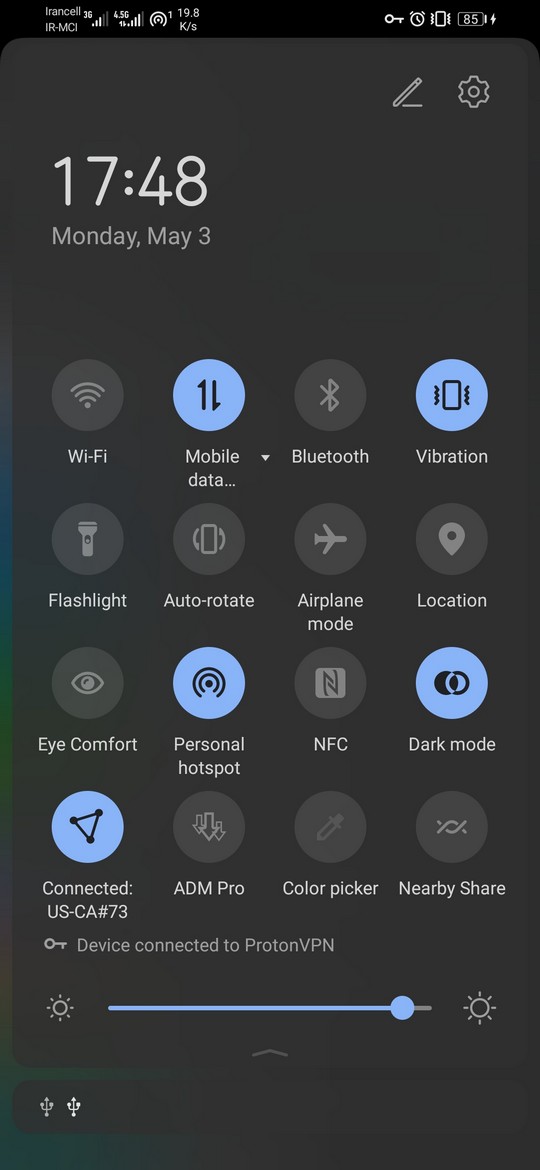 Irancell 3G 4.5G 1 19.8
IR-MCI K/s 85
17:48
Monday, May 3
Wi-Fi
Mobile
data...
Bluetooth
Vibration
Flashlight
Auto-rotate
Airplane
mode
Location
Eye Comfort
Personal
hotspot
NFC
Dark mode
Connected:
US-CA#73
ADM Pro
Color picker
Nearby Share
Device connected to ProtonVPN